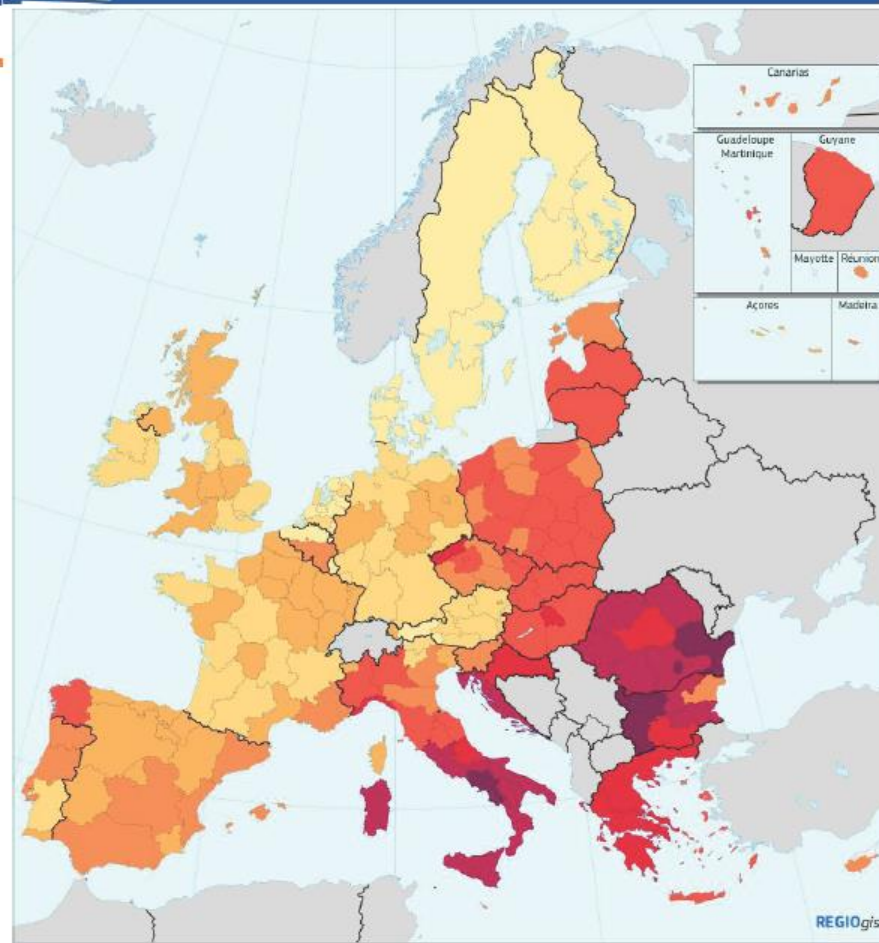 Canarias
Guadeloupe
Martinique
Guyane
Mayotte
Réunion
Açores
Madeira
REGIOgis